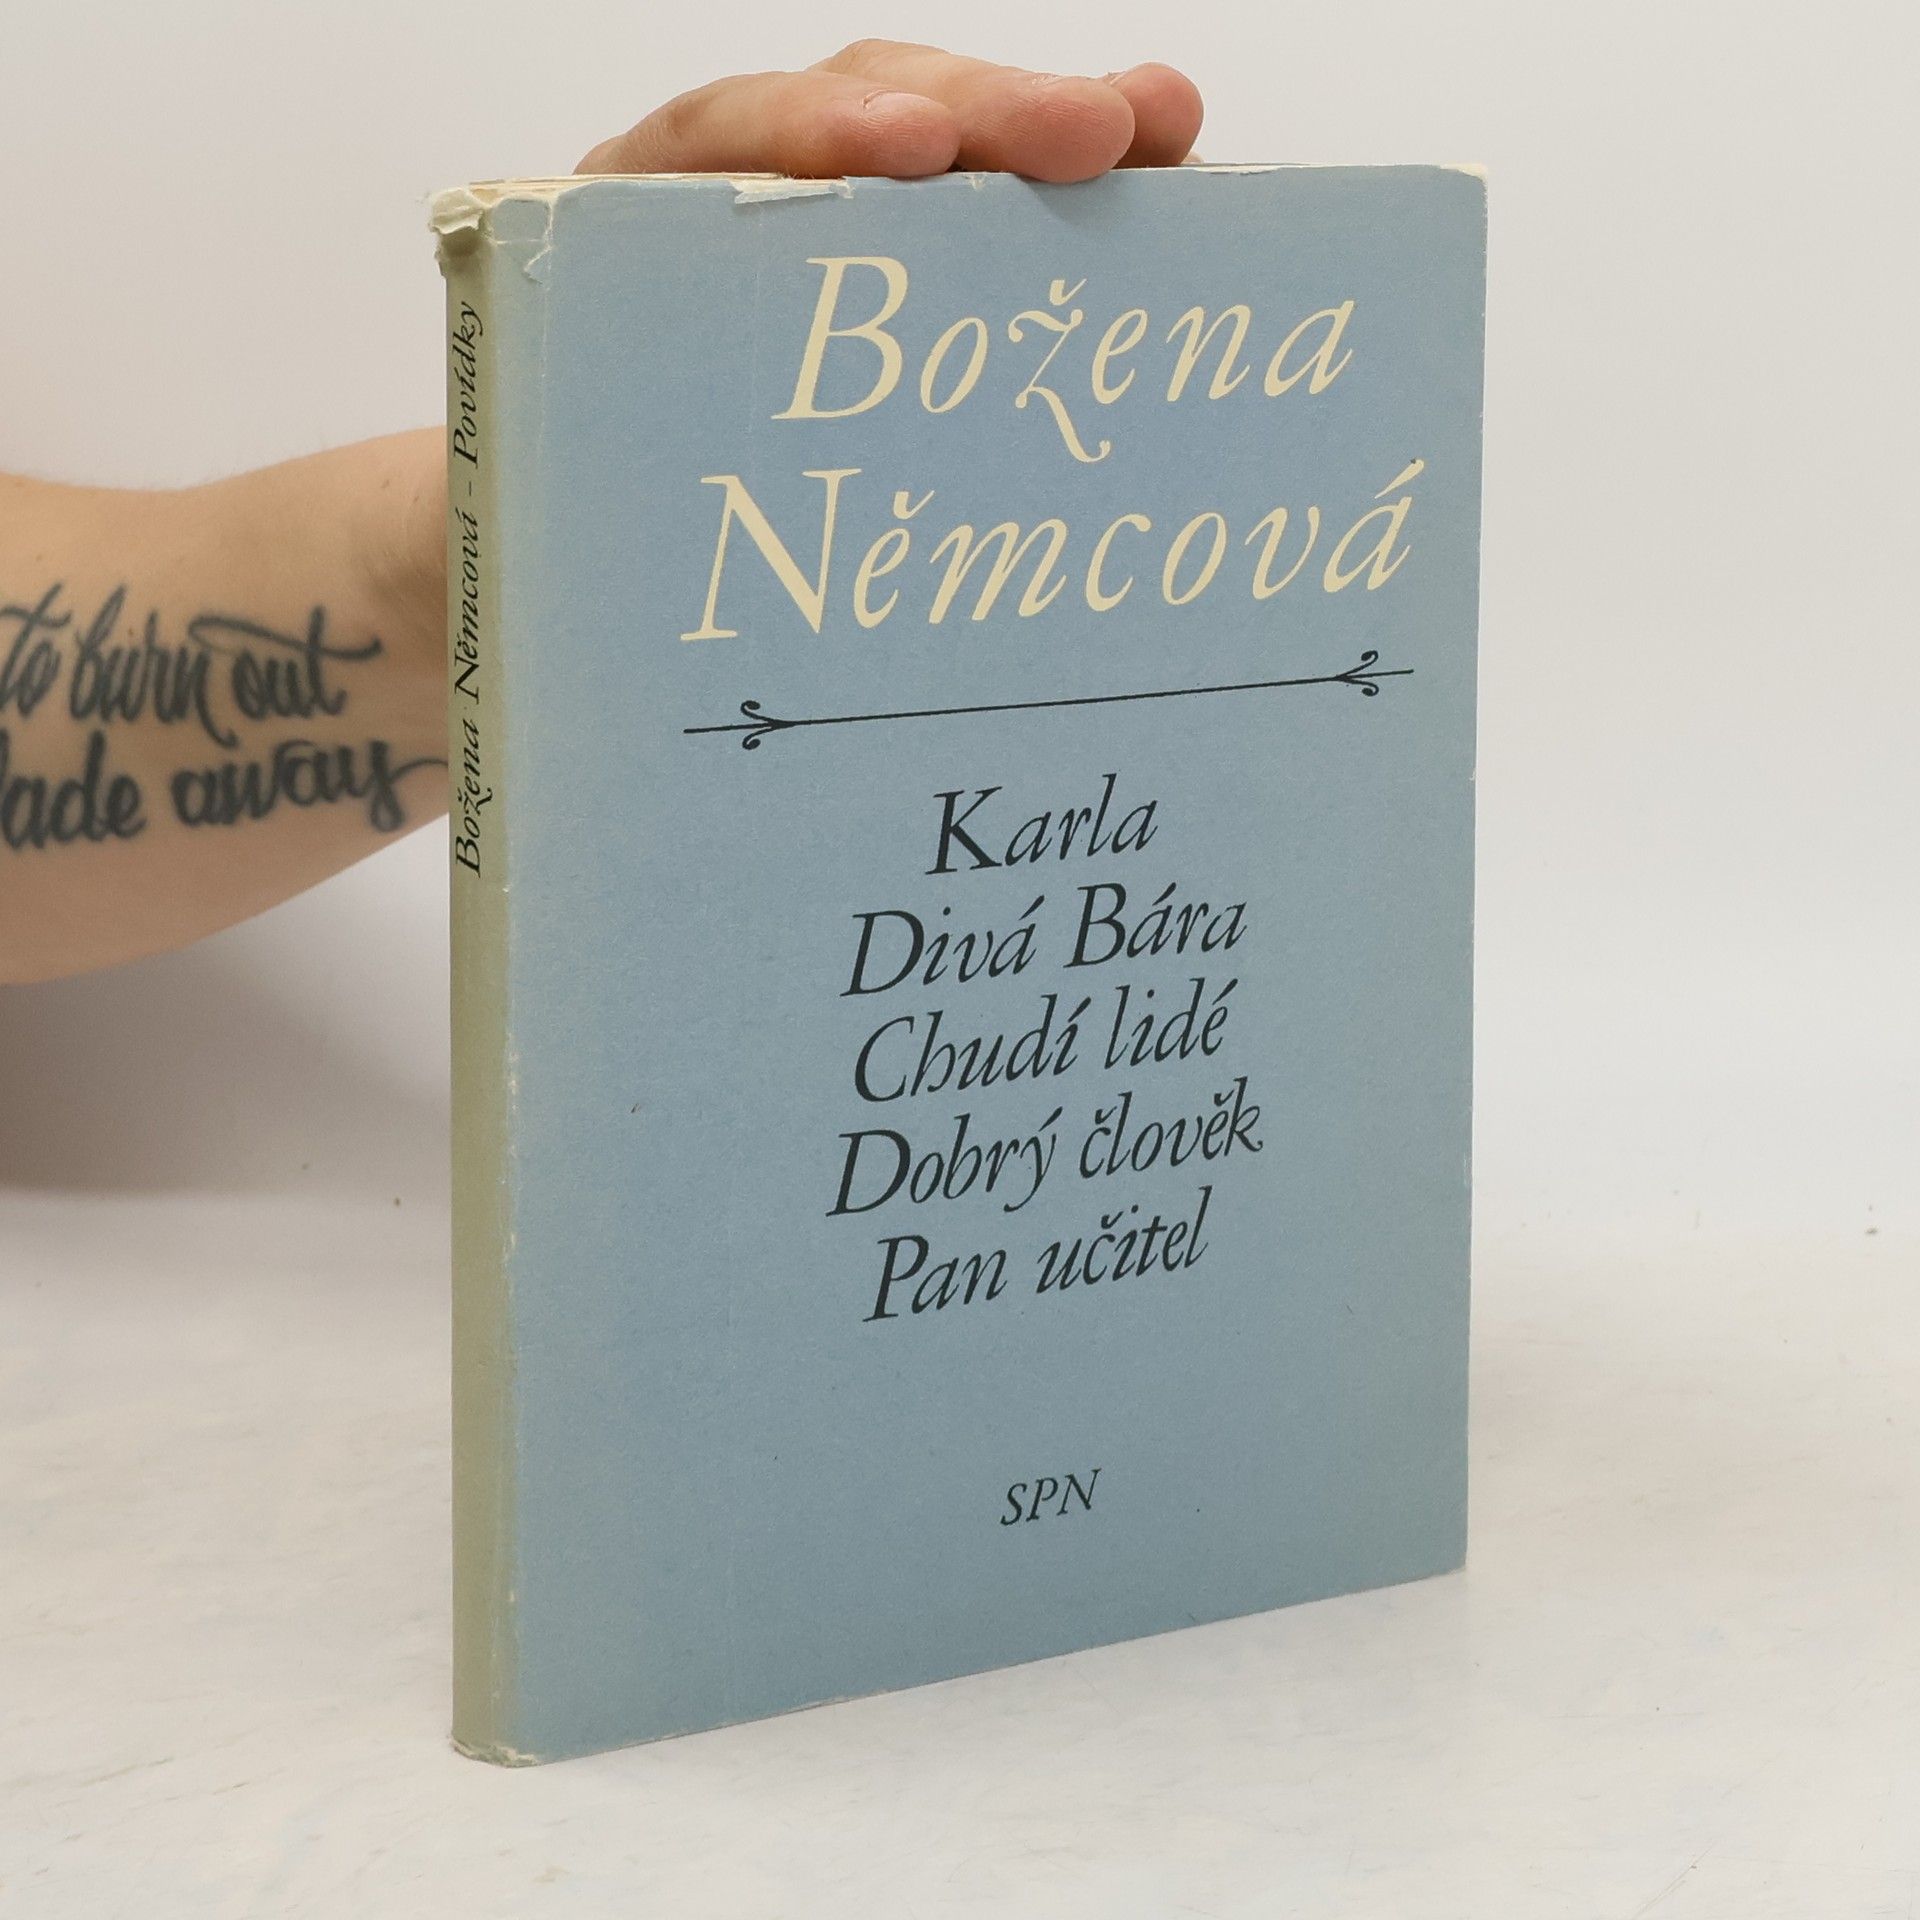 Božena
Němcová
Karla
Divá Bára
Chudí lidé
Dobrý člověk
Pan učitel
SPN
Božena Němcová - Povídky
to burn out
fade away